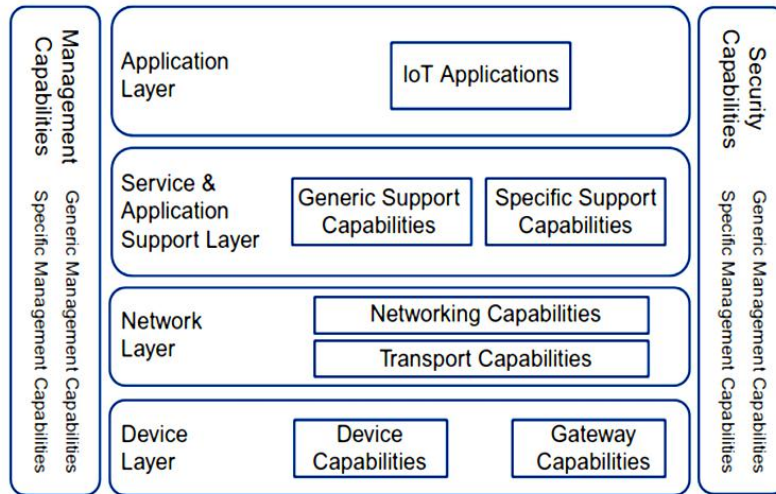 Management
Capabilities
Generic Management Capabilities
Specific Management Capabilities
Application
Layer
IoT Applications
Service &
Application
Support Layer
Generic Support
Capabilities
Specific Support
Capabilities
Network
Layer
Networking Capabilities
Transport Capabilities
Device
Layer
Device
Capabilities
Gateway
Capabilities
Security
Capabilities
Generic Management Capabilities
Specific Management Capabilities